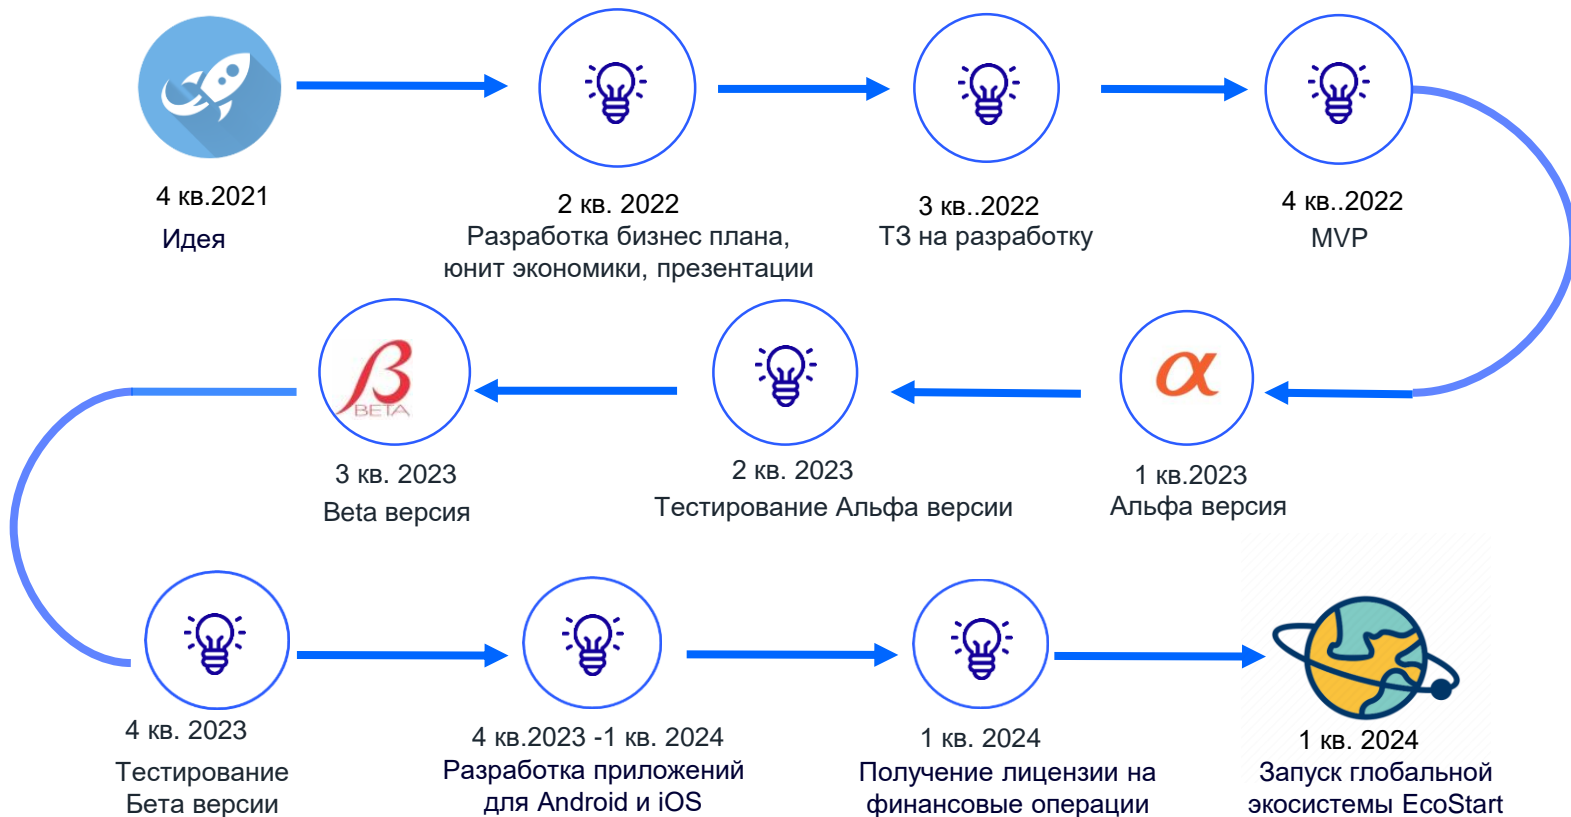 4 кв.2021
Идея
2 кв. 2022
Разработка бизнес плана,
юнит экономики, презентации
3 кв..2022
ТЗ на разработку
4 кв..2022
MVP
α
1 кв.2023
Альфа версия
2 кв. 2023
Тестирование Альфа версии
β
BETA
3 кв. 2023
Beta версия
4 кв. 2023
Тестирование
Бета версии
4 кв.2023 -1 кв. 2024
Разработка приложений
для Android и iOS
1 кв. 2024
Получение лицензии на
финансовые операции
1 кв. 2024
Запуск глобальной
экосистемы EcoStart